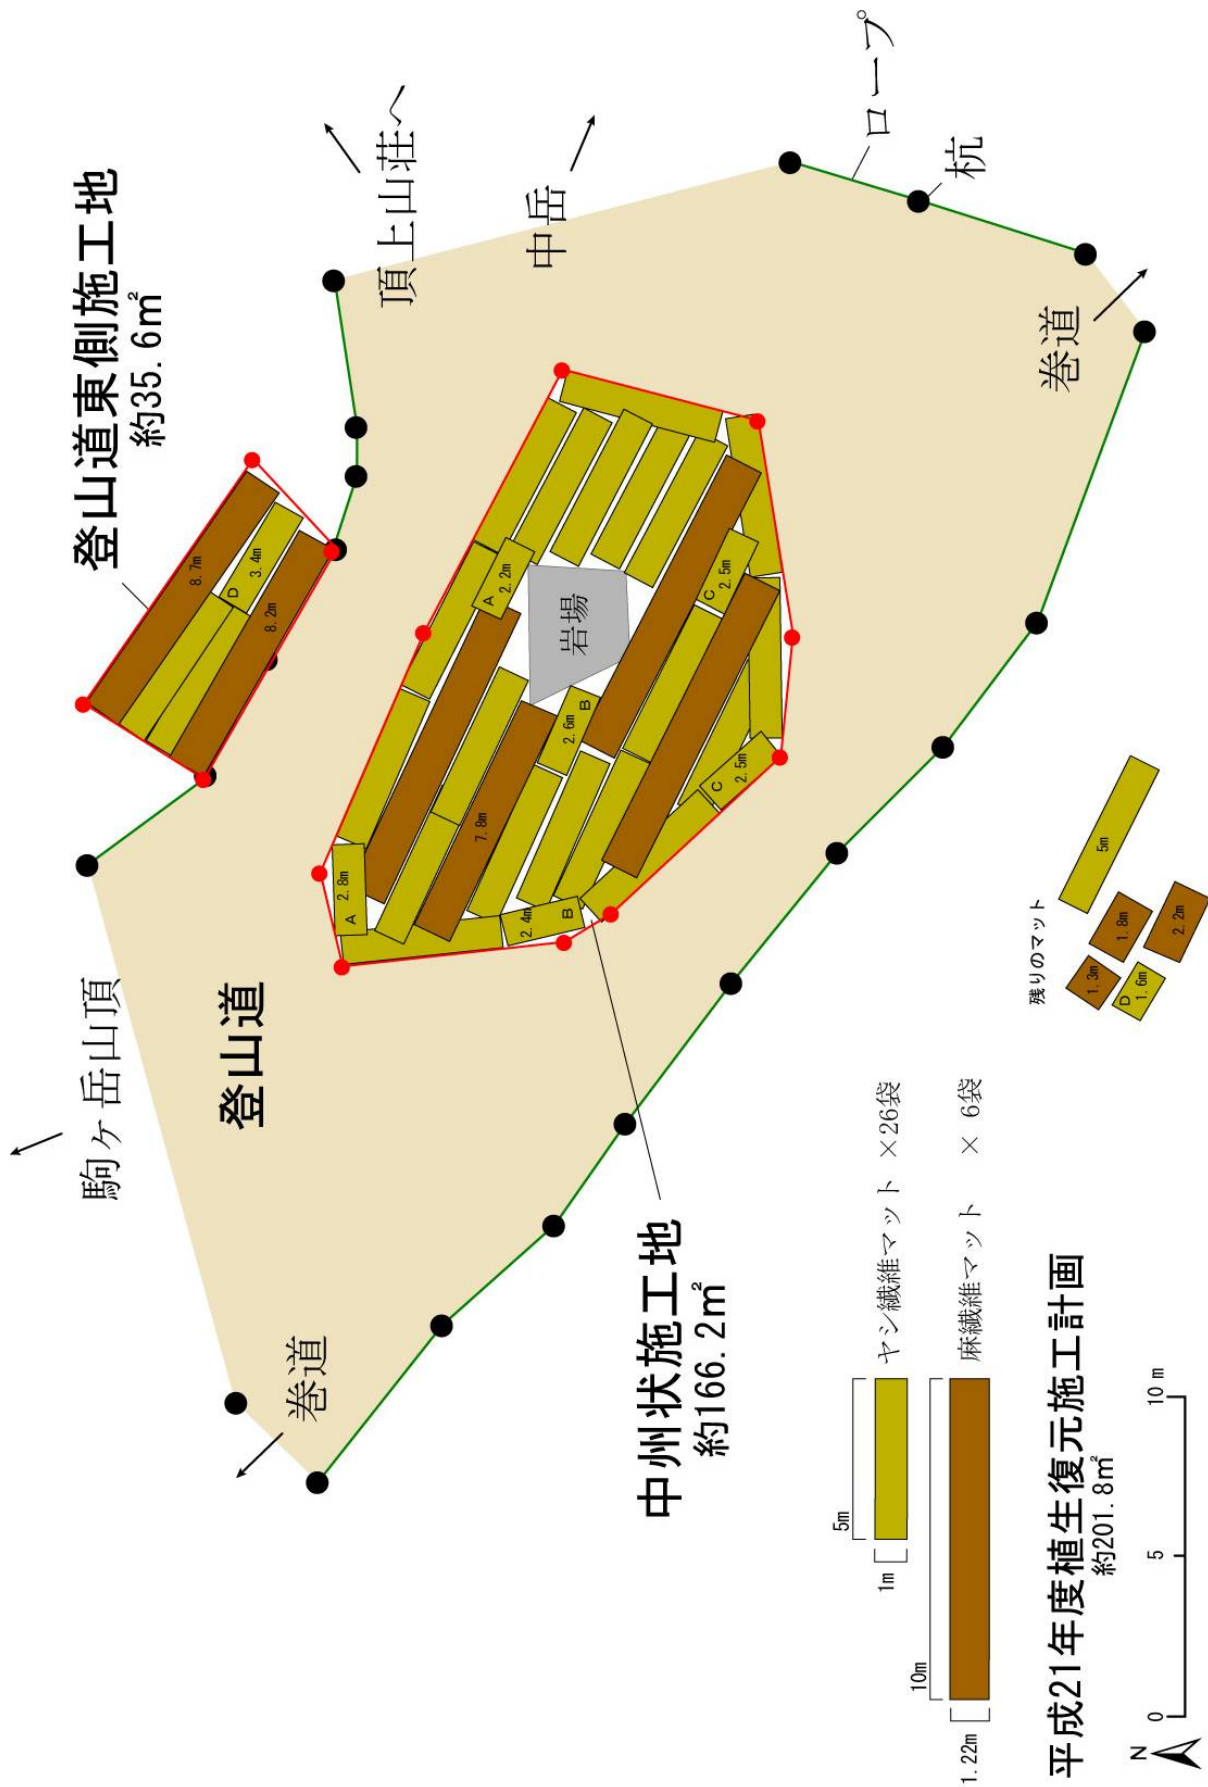 駒ヶ岳山頂
巻道
登山道
登山道東側施工地
約35.6㎡
頂上山荘へ
中岳
ロープ
杭
巻道
8.7m
D
3.4m
8.2m
A
2.8m
A
2.2m
岩場
7.8m
2.6m
B
2.4m
B
C
2.5m
C
2.5m
中州状施工地
約166.2㎡
残りのマット
5m
1.3m
1.8m
D
1.6m
2.2m
5m
1m
ヤシ繊維マット ×26袋
10m
1.22m
麻繊維マット × 6袋
平成21年度植生復元施工計画
約201.8㎡
N
0 5 10 m